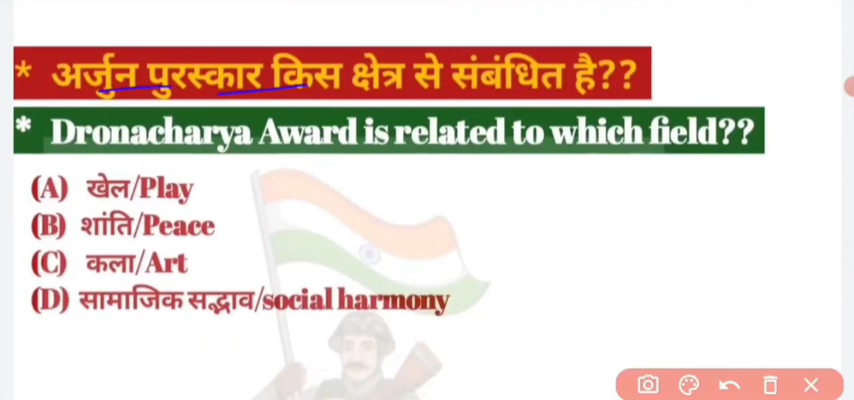 * अर्जुन पुरस्कार किस क्षेत्र से संबंधित है??
* Dronacharya Award is related to which field??
(A) खेल/Play
(B) शांति/Peace
(C) कला/Art
(D) सामाजिक सद्भाव/social harmony